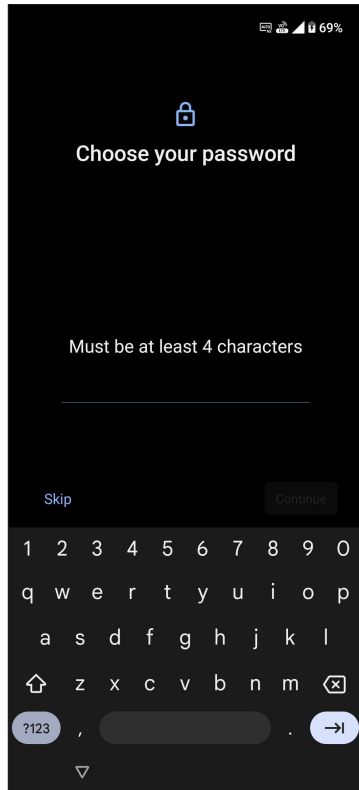 69%
Choose your password
Must be at least 4 characters
Skip
Continue
1 2 3 4 5 6 7 8 9 0
q w e r t y u i o p
a s d f g h j k l
z x c v b n m
?123 , .